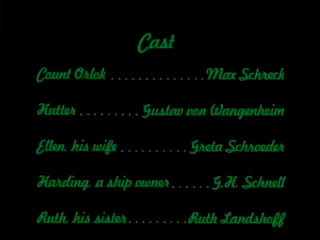 Cast
Count Orlok ..............Max Schreck
Hutter .........Gustav von Wangenheim
Ellen, his wife ..........Greta Schroeder
Harding, a ship owner......G.H. Schnell
Ruth, his sister.........Ruth Landshoff